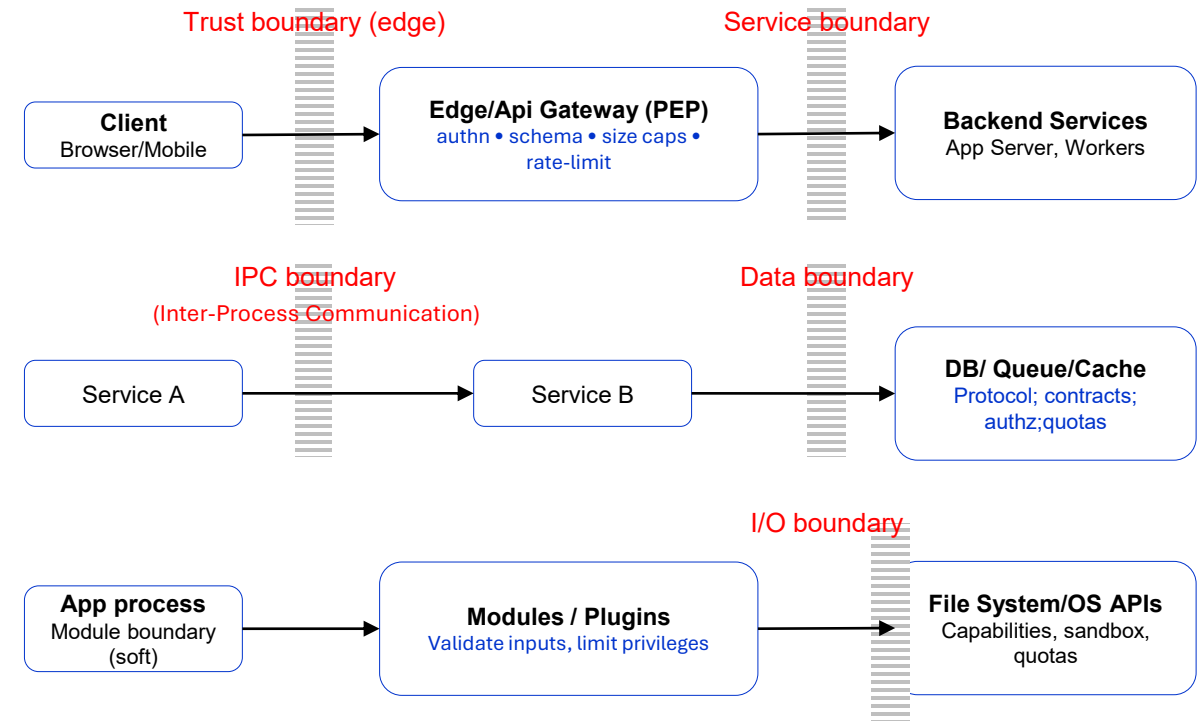 Trust boundary (edge)
Service boundary
Client
Browser/Mobile
Edge/Api Gateway (PEP)
authn • schema • size caps •
rate-limit
Backend Services
App Server, Workers
IPC boundary
(Inter-Process Communication)
Data boundary
Service A
Service B
DB/ Queue/Cache
Protocol; contracts;
authz;quotas
I/O boundary
App process
Module boundary
(soft)
Modules / Plugins
Validate inputs, limit privileges
File System/OS APIs
Capabilities, sandbox,
quotas